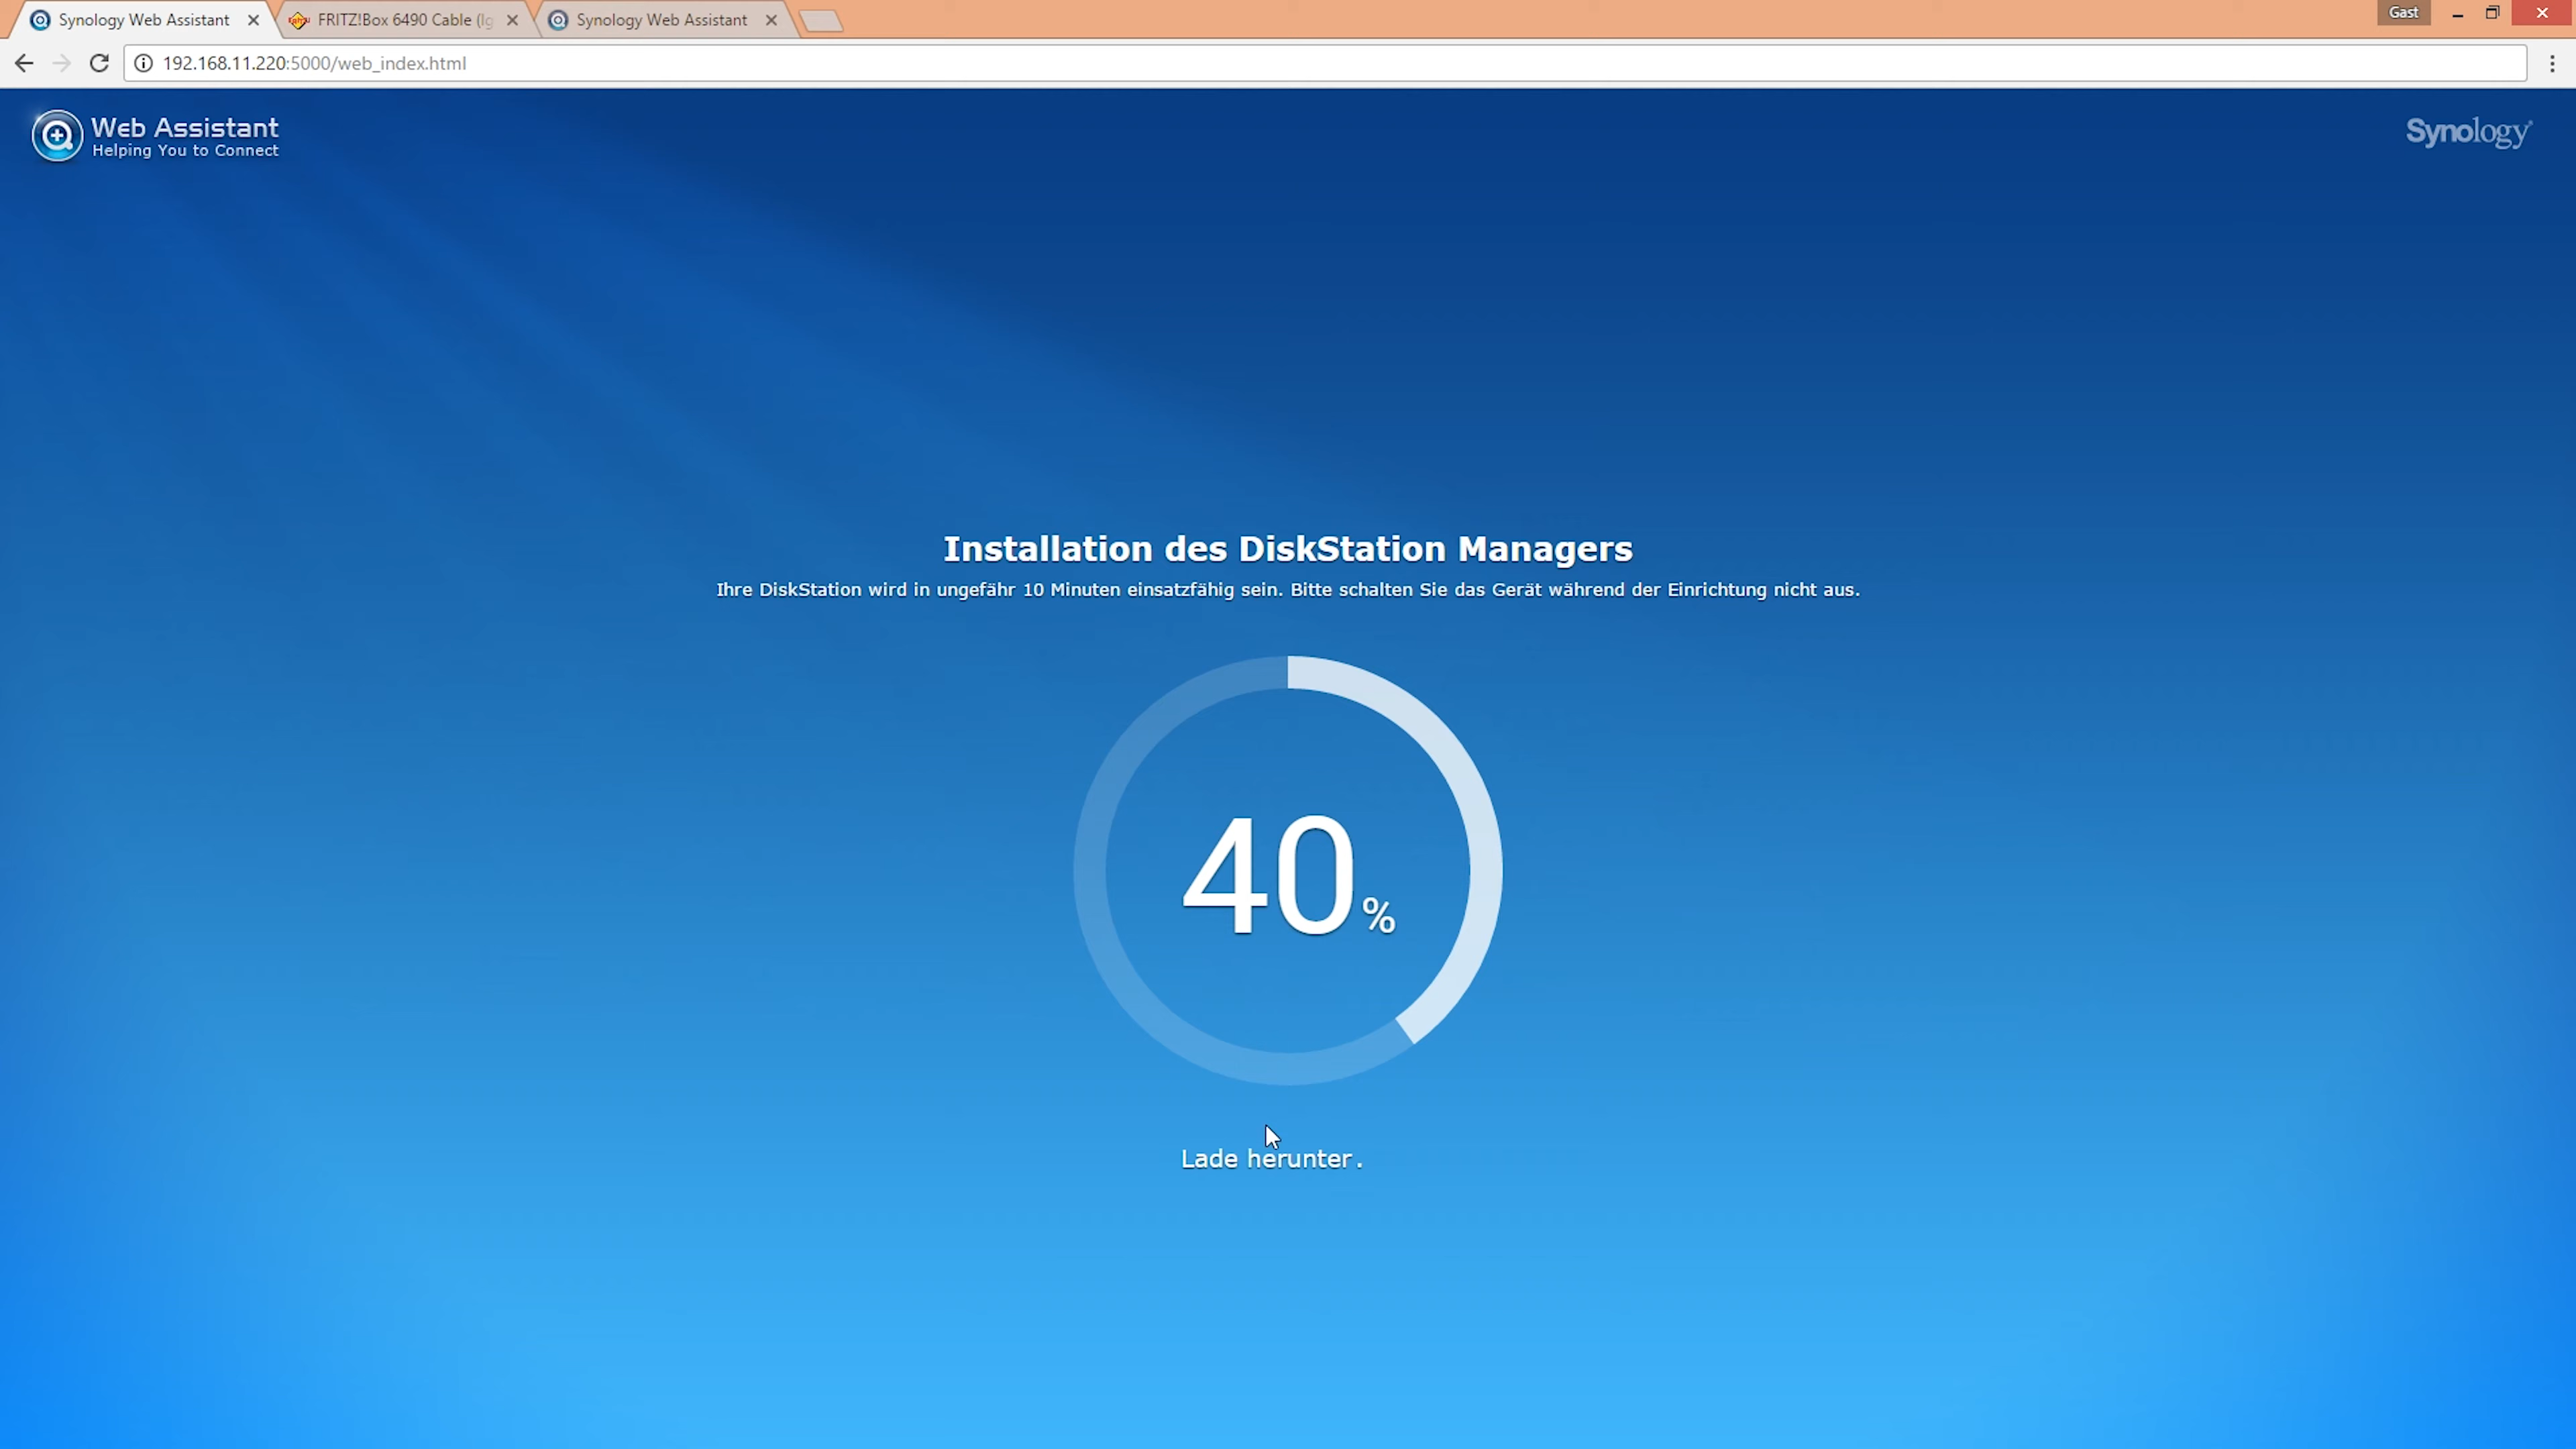 Synology Web Assistant
FRITZ!Box 6490 Cable (lg
Synology Web Assistant
Gast
192.168.11.220:5000/web_index.html
Web Assistant
Helping You to Connect
Synology
Installation des DiskStation Managers
Ihre DiskStation wird in ungefähr 10 Minuten einsatzfähig sein. Bitte schalten Sie das Gerät während der Einrichtung nicht aus.
40%
Lade herunter.